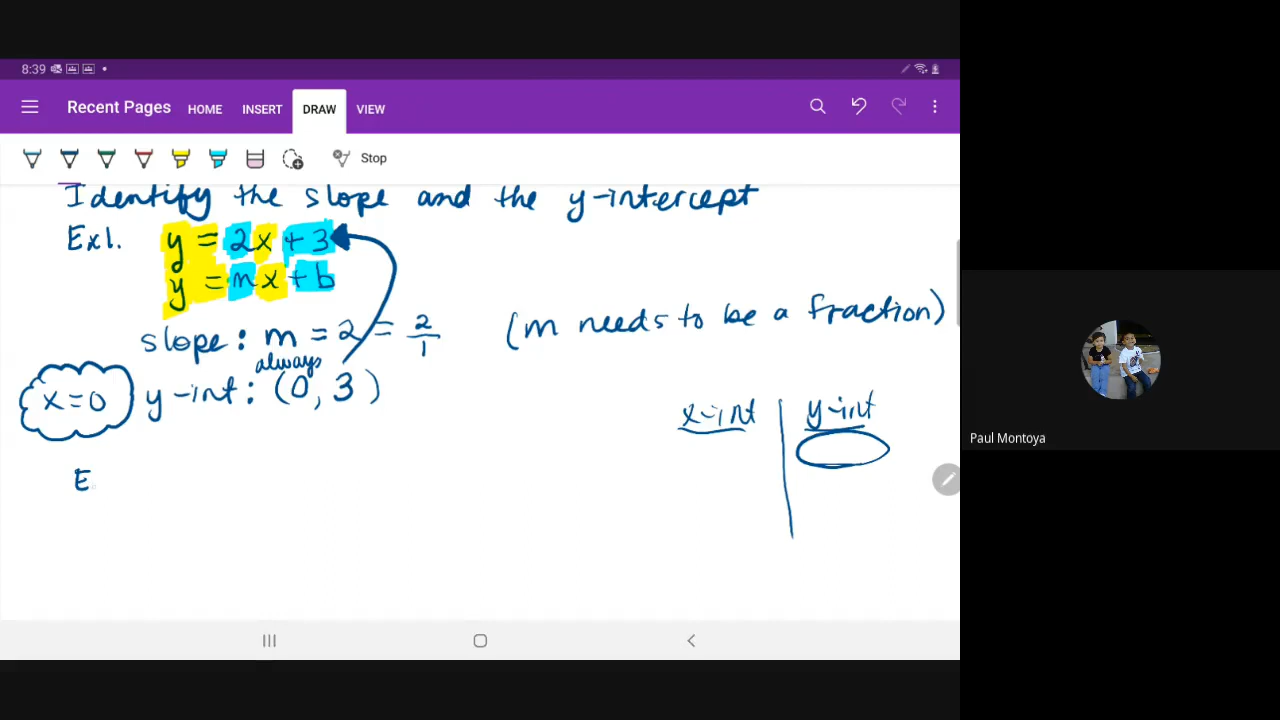 8:39
Recent Pages HOME INSERT DRAW VIEW
Stop
Identify the slope and the y-intercept
Ex1. y = 2x + 3
y = mx + b
slope: m = 2 = 2/1 (m needs to be a fraction)
always
x=0 y-int: (0, 3)
x-int y-int
E
Paul Montoya